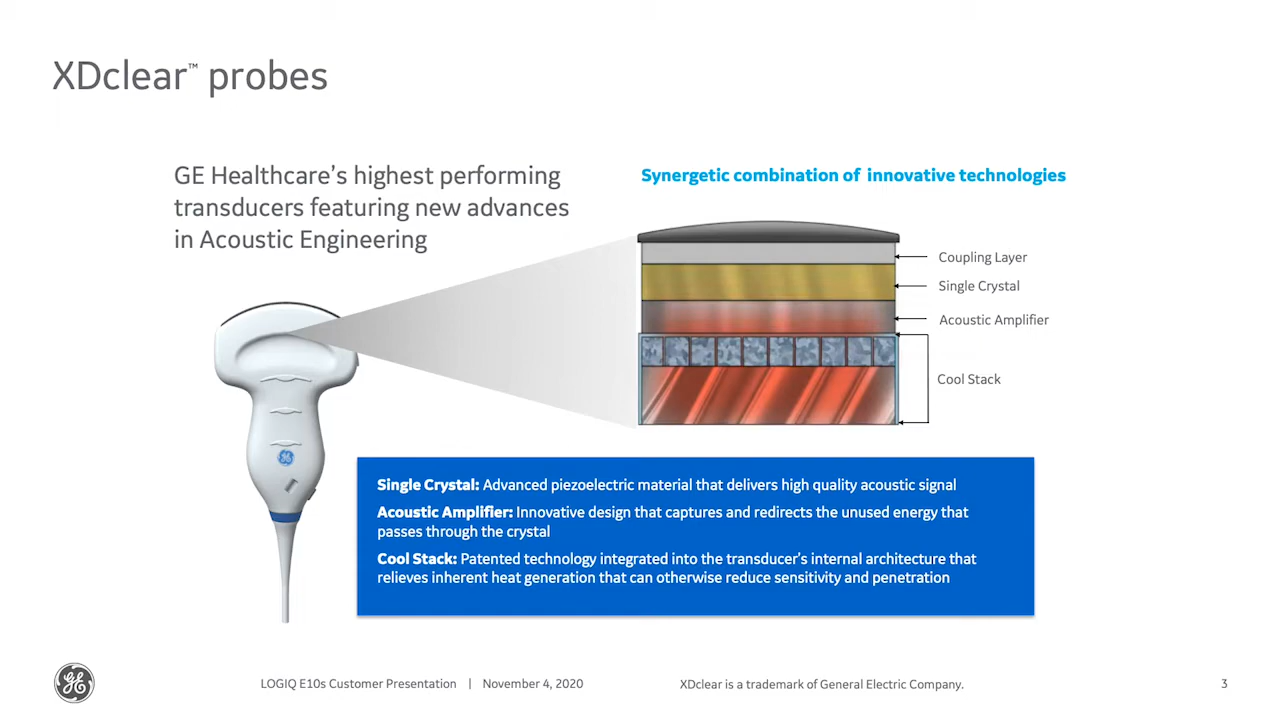 XDclear™ probes
GE Healthcare’s highest performing
transducers featuring new advances
in Acoustic Engineering
Synergetic combination of innovative technologies
Coupling Layer
Single Crystal
Acoustic Amplifier
Cool Stack
Single Crystal: Advanced piezoelectric material that delivers high quality acoustic signal
Acoustic Amplifier: Innovative design that captures and redirects the unused energy that
passes through the crystal
Cool Stack: Patented technology integrated into the transducer’s internal architecture that
relieves inherent heat generation that can otherwise reduce sensitivity and penetration
GE
GE
LOGIQ E10s Customer Presentation | November 4, 2020
XDclear is a trademark of General Electric Company.
3